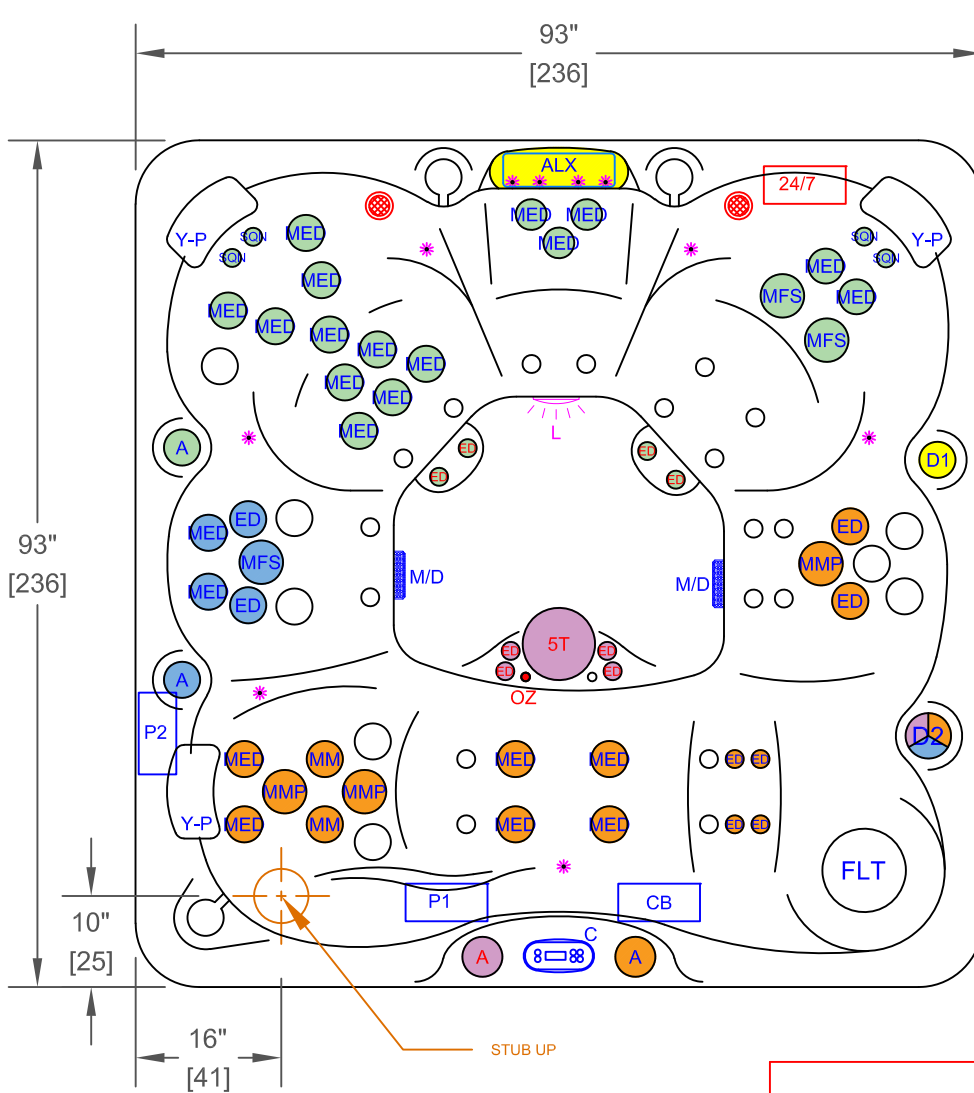 93"
[236]
ALX
24/7
Y-P
SQN
SQN
MED
MED
MED
MED
SQN
SQN
Y-P
MED
MED
MED
MFS
MED
MED
MED
MED
MED
MFS
MED
MED
MED
MED
L
A
ED
ED
ED
ED
D1
93"
[236]
MED
ED
MFS
MED
ED
M/D
M/D
ED
MMP
ED
A
ED
5T
ED
ED
ED
OZ
P2
D2
MED
MM
MED
MED
ED
ED
MMP
MMP
MED
MM
MED
MED
ED
ED
Y-P
FLT
10"
[25]
P1
CB
A
C
A
16"
[41]
STUB UP